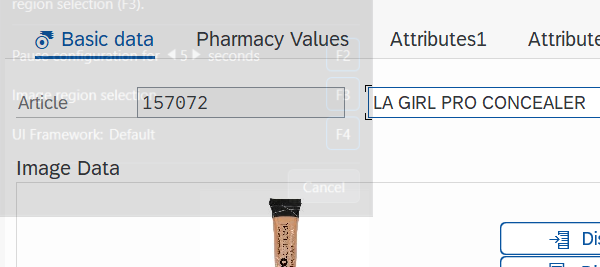 region selection (F3).
Basic data Pharmacy Values Attributes1 Attribute
Pause configuration for 5 seconds F2
Image region selection F3
Article 157072 LA GIRL PRO CONCEALER
UI Framework: Default F4
Image Data
Cancel
Dis